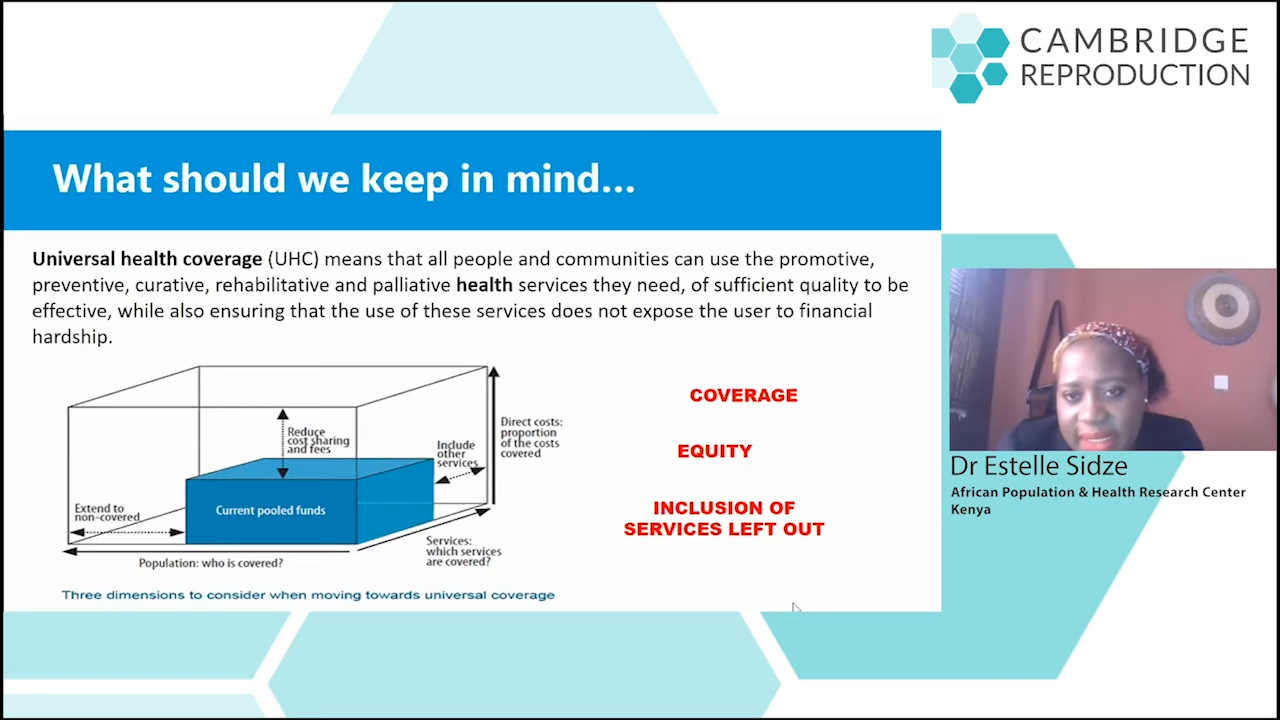 CAMBRIDGE
REPRODUCTION
What should we keep in mind...
Universal health coverage (UHC) means that all people and communities can use the promotive,
preventive, curative, rehabilitative and palliative health services they need, of sufficient quality to be
effective, while also ensuring that the use of these services does not expose the user to financial
hardship.
Reduce
cost sharing
and fees
Include
other
services
Direct costs:
proportion
of the costs
covered
Extend to
non-covered
Current pooled funds
Population: who is covered?
Services:
which services
are covered?
Three dimensions to consider when moving towards universal coverage
COVERAGE
EQUITY
INCLUSION OF
SERVICES LEFT OUT
Dr Estelle Sidze
African Population & Health Research Center
Kenya